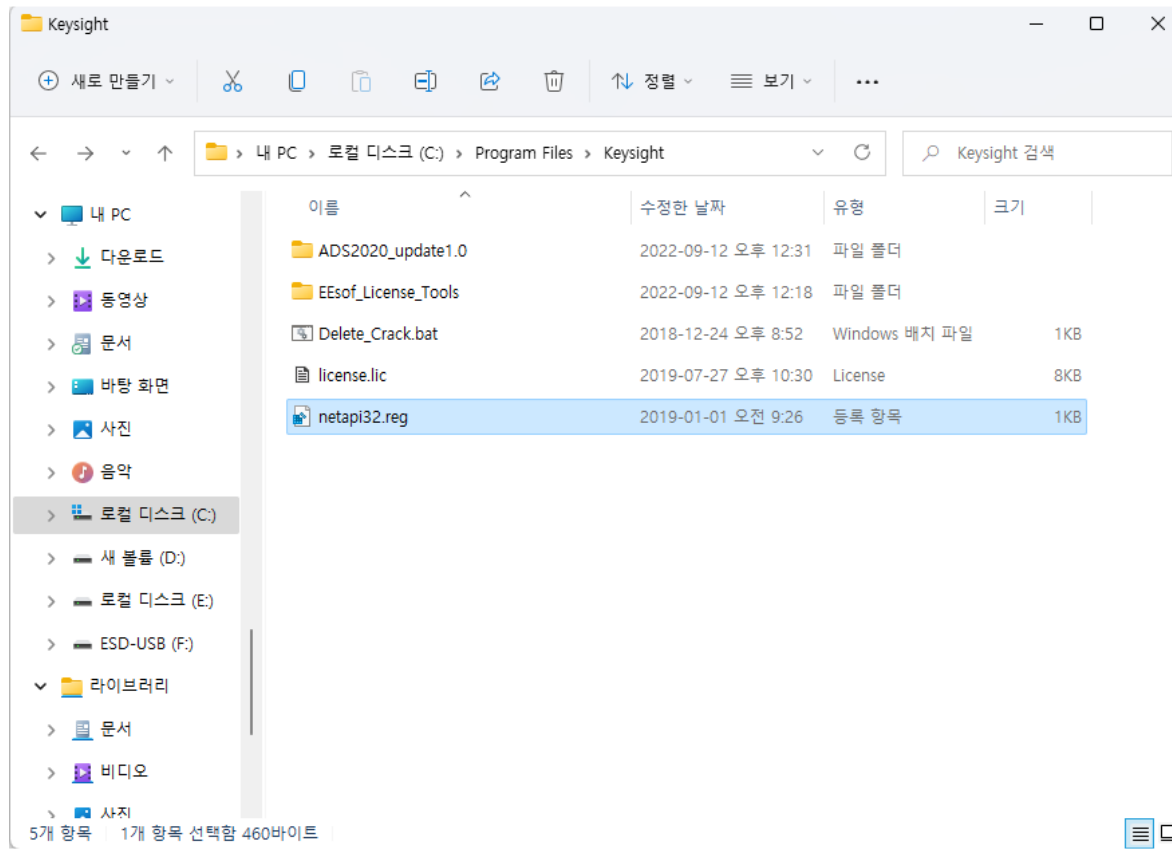 Keysight
새로 만들기 정렬 보기
내 PC 로컬 디스크 (C:) Program Files Keysight Keysight 검색
이름 수정한 날짜 유형 크기
내 PC
다운로드
동영상
문서
바탕 화면
사진
음악
로컬 디스크 (C:)
새 볼륨 (D:)
로컬 디스크 (E:)
ESD-USB (F:)
라이브러리
문서
비디오
사진
ADS2020_update1.0 2022-09-12 오후 12:31 파일 폴더
EEsof_License_Tools 2022-09-12 오후 12:18 파일 폴더
Delete_Crack.bat 2018-12-24 오후 8:52 Windows 배치 파일 1KB
license.lic 2019-07-27 오후 10:30 License 8KB
netapi32.reg 2019-01-01 오전 9:26 등록 항목 1KB
5개 항목 1개 항목 선택함 460바이트